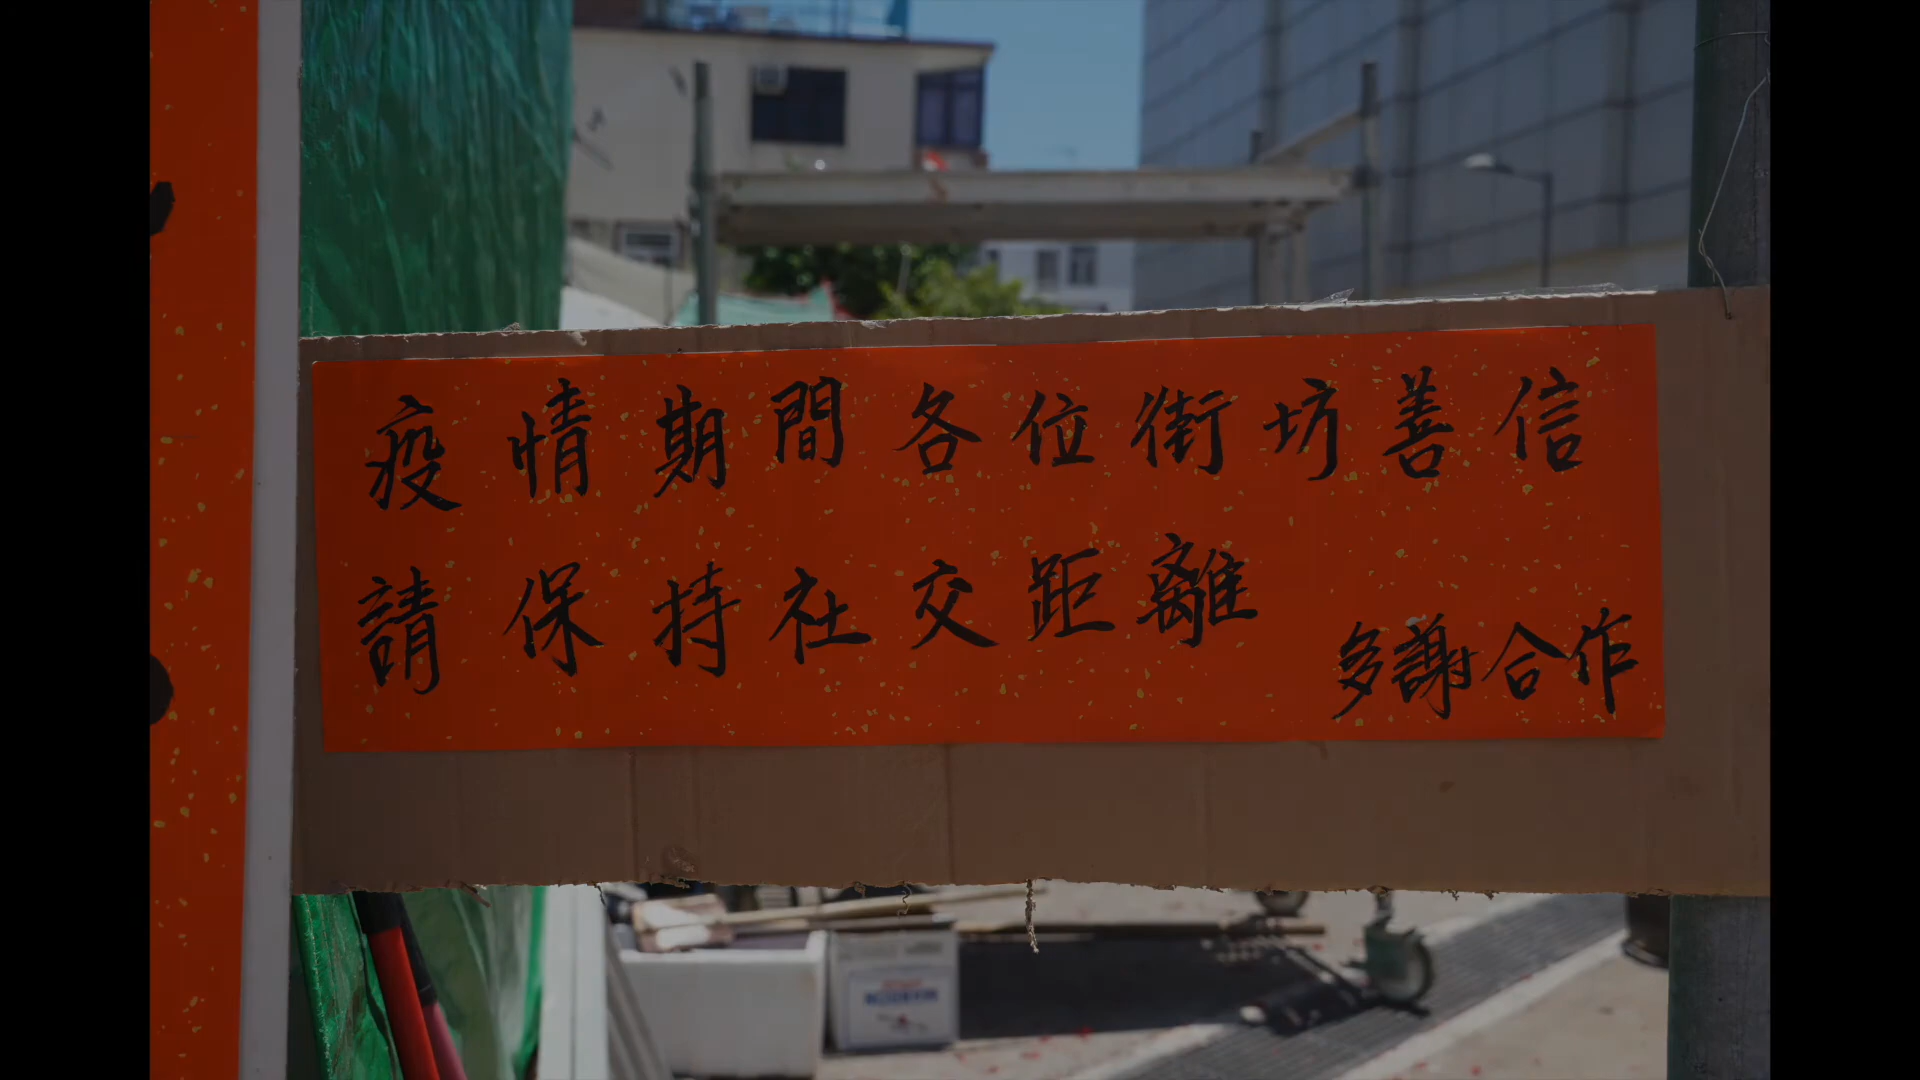 疫情期間各位街坊善信
請保持社交距離
多謝合作